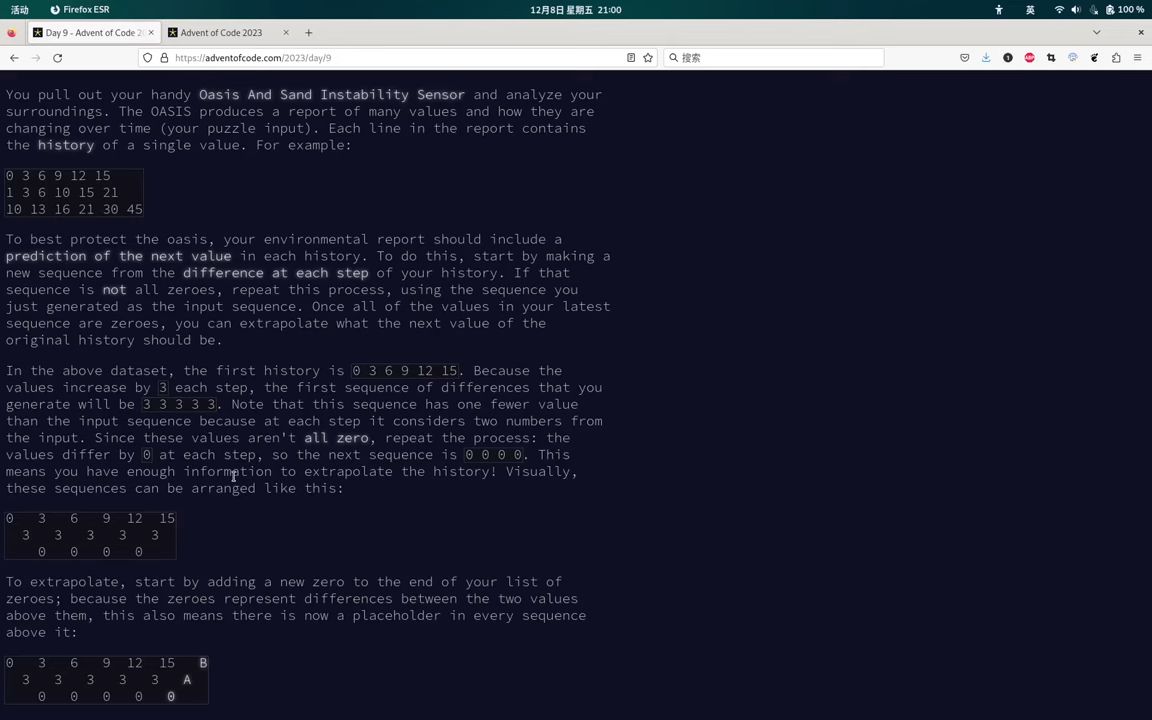 活动 Firefox ESR 12月8日 星期五 21:00 英 100 %
Day 9 - Advent of Code 20 Advent of Code 2023
https://adventofcode.com/2023/day/9 搜索
You pull out your handy Oasis And Sand Instability Sensor and analyze your
surroundings. The OASIS produces a report of many values and how they are
changing over time (your puzzle input). Each line in the report contains
the history of a single value. For example:
0 3 6 9 12 15
1 3 6 10 15 21
10 13 16 21 30 45
To best protect the oasis, your environmental report should include a
prediction of the next value in each history. To do this, start by making a
new sequence from the difference at each step of your history. If that
sequence is not all zeroes, repeat this process, using the sequence you
just generated as the input sequence. Once all of the values in your latest
sequence are zeroes, you can extrapolate what the next value of the
original history should be.
In the above dataset, the first history is 0 3 6 9 12 15. Because the
values increase by 3 each step, the first sequence of differences that you
generate will be 3 3 3 3 3. Note that this sequence has one fewer value
than the input sequence because at each step it considers two numbers from
the input. Since these values aren't all zero, repeat the process: the
values differ by 0 at each step, so the next sequence is 0 0 0 0. This
means you have enough information to extrapolate the history! Visually,
these sequences can be arranged like this:
0 3 6 9 12 15
3 3 3 3 3
0 0 0 0
To extrapolate, start by adding a new zero to the end of your list of
zeroes; because the zeroes represent differences between the two values
above them, this also means there is now a placeholder in every sequence
above it:
0 3 6 9 12 15 B
3 3 3 3 3 A
0 0 0 0 0